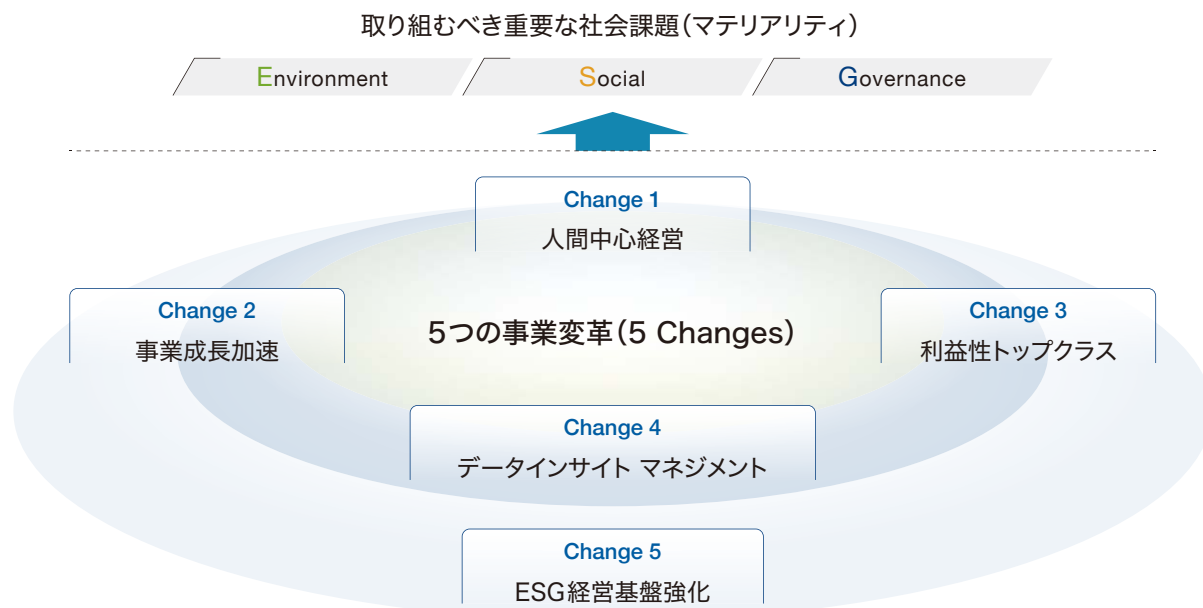 取り組むべき重要な社会課題(マテリアリティ)
Environment
Social
Governance
Change 1
人間中心経営
Change 2
事業成長加速
5つの事業変革(5 Changes)
Change 3
利益性トップクラス
Change 4
データインサイト マネジメント
Change 5
ESG経営基盤強化